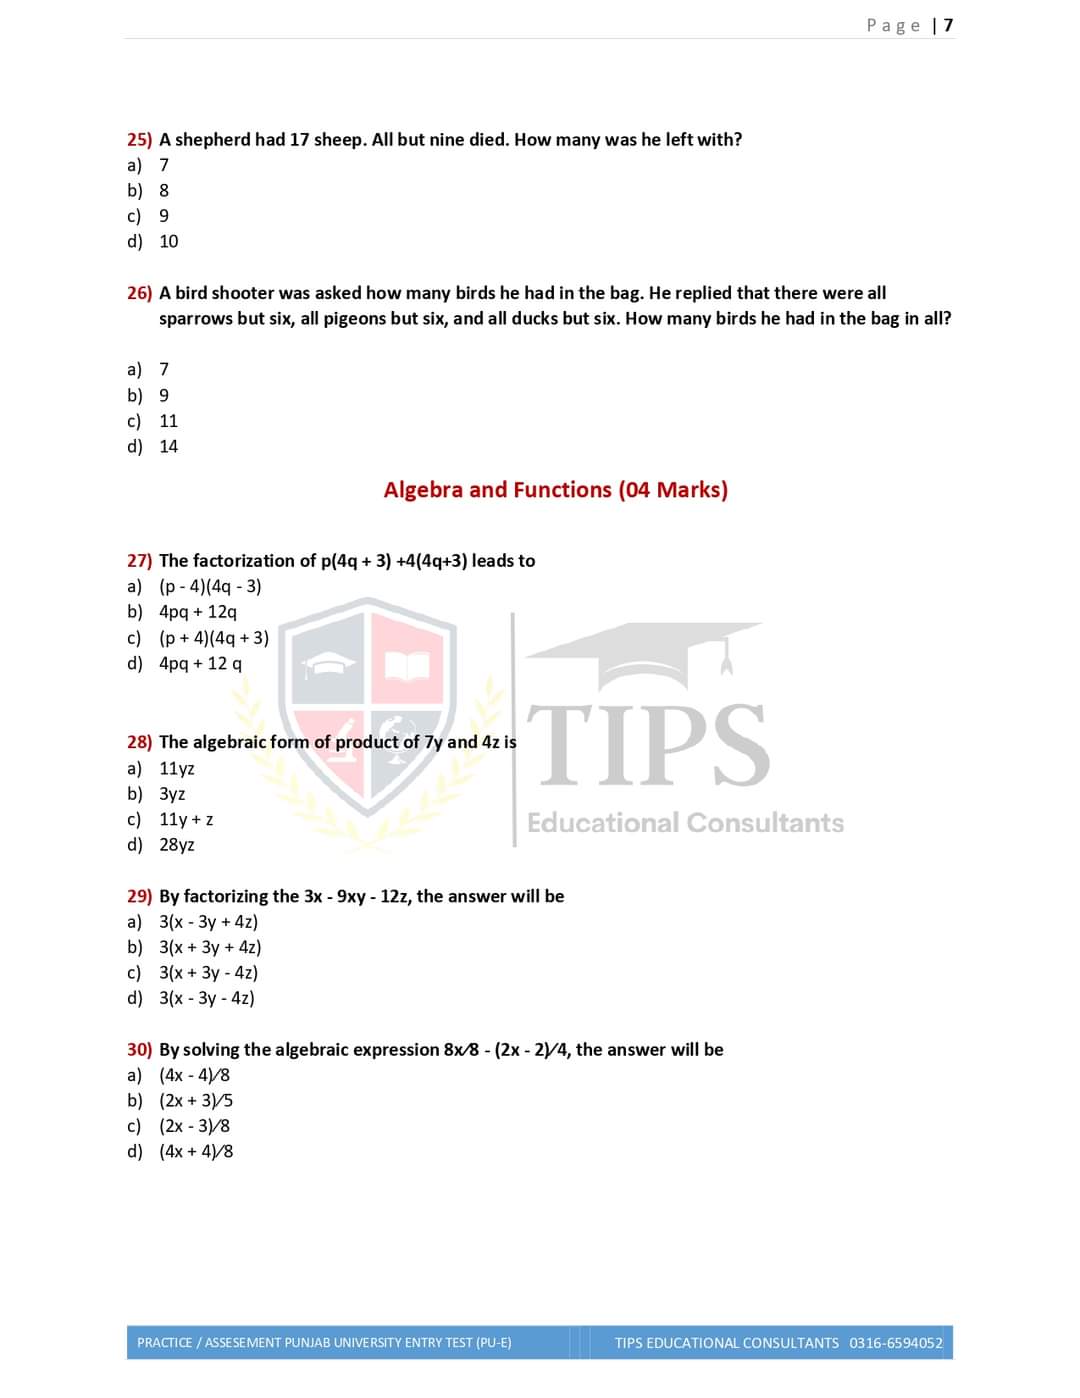 Page | 7
25) A shepherd had 17 sheep. All but nine died. How many was he left with?
a) 7
b) 8
c) 9
d) 10
26) A bird shooter was asked how many birds he had in the bag. He replied that there were all
sparrows but six, all pigeons but six, and all ducks but six. How many birds he had in the bag in all?
a) 7
b) 9
c) 11
d) 14
Algebra and Functions (04 Marks)
27) The factorization of p(4q + 3) +4(4q+3) leads to
a) (p - 4)(4q - 3)
b) 4pq + 12q
c) (p + 4)(4q + 3)
d) 4pq + 12 q
28) The algebraic form of product of 7y and 4z is
a) 11yz
b) 3yz
c) 11y + z
d) 28yz
TIPS
Educational Consultants
29) By factorizing the 3x - 9xy - 12z, the answer will be
a) 3(x - 3y + 4z)
b) 3(x + 3y + 4z)
c) 3(x + 3y - 4z)
d) 3(x - 3y - 4z)
30) By solving the algebraic expression 8x⁄8 - (2x - 2)⁄4, the answer will be
a) (4x - 4)⁄8
b) (2x + 3)⁄5
c) (2x - 3)⁄8
d) (4x + 4)⁄8
PRACTICE / ASSESEMENT PUNJAB UNIVERSITY ENTRY TEST (PU-E)
TIPS EDUCATIONAL CONSULTANTS 0316-6594052